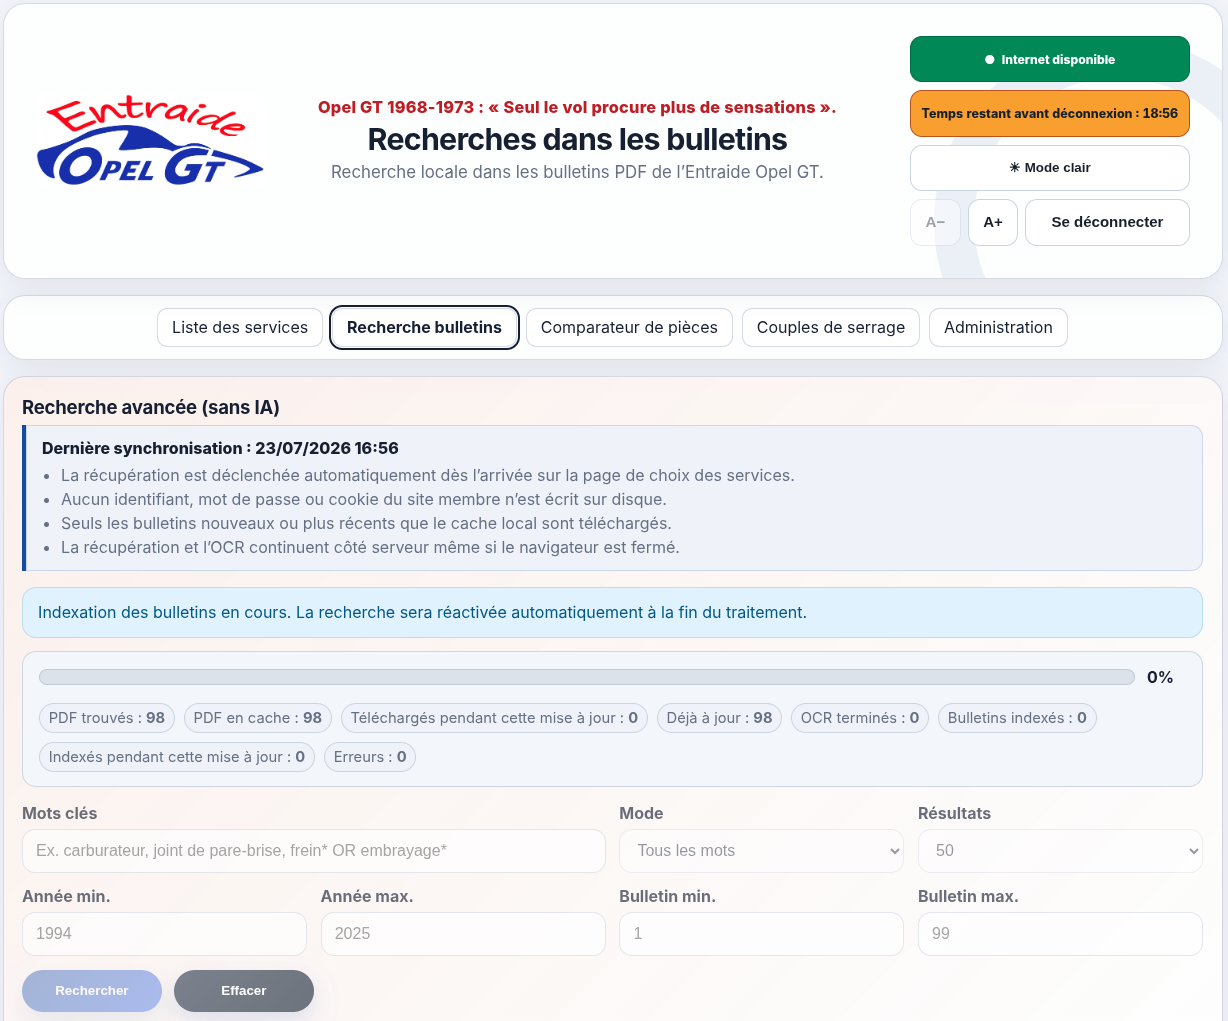 Entraide
OPEL GT
Opel GT 1968-1973 : « Seul le vol procure plus de sensations ».
Recherches dans les bulletins
Recherche locale dans les bulletins PDF de l’Entraide Opel GT.
● Internet disponible
Temps restant avant déconnexion : 18:56
☀ Mode clair
A− A+ Se déconnecter
Liste des services Recherche bulletins Comparateur de pièces Couples de serrage Administration
Recherche avancée (sans IA)
Dernière synchronisation : 23/07/2026 16:56
• La récupération est déclenchée automatiquement dès l’arrivée sur la page de choix des services.
• Aucun identifiant, mot de passe ou cookie du site membre n’est écrit sur disque.
• Seuls les bulletins nouveaux ou plus récents que le cache local sont téléchargés.
• La récupération et l’OCR continuent côté serveur même si le navigateur est fermé.
Indexation des bulletins en cours. La recherche sera réactivée automatiquement à la fin du traitement.
0%
PDF trouvés : 98 PDF en cache : 98 Téléchargés pendant cette mise à jour : 0 Déjà à jour : 98 OCR terminés : 0 Bulletins indexés : 0
Indexés pendant cette mise à jour : 0 Erreurs : 0
Mots clés Mode Résultats
Ex. carburateur, joint de pare-brise, frein* OR embrayage* Tous les mots 50
Année min. Année max. Bulletin min. Bulletin max.
1994 2025 1 99
Rechercher Effacer